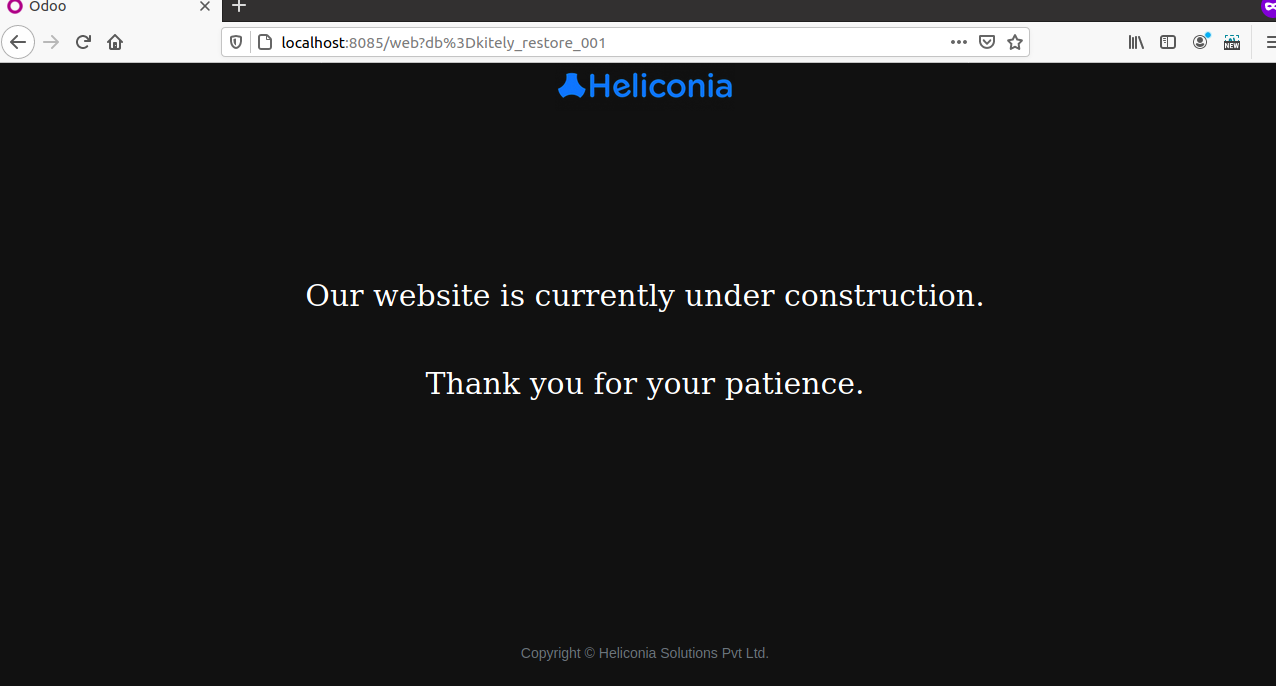 Odoo
localhost:8085/web?db%3Dkitely_restore_001
NEW
Heliconia
Our website is currently under construction.
Thank you for your patience.
Copyright © Heliconia Solutions Pvt Ltd.